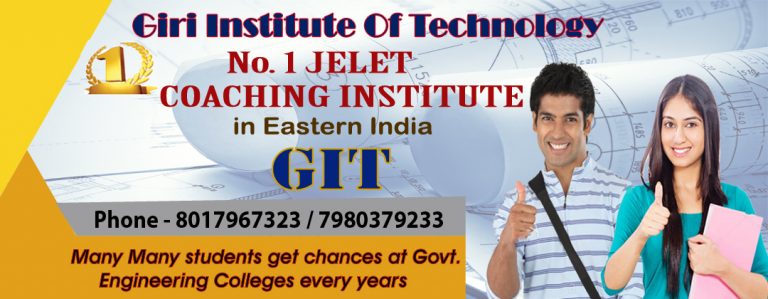 Giri Institute Of Technology
1
No. 1 JELET
COACHING INSTITUTE
in Eastern India
GIT
Phone - 8017967323 / 7980379233
Many Many students get chances at Govt.
Engineering Colleges every years